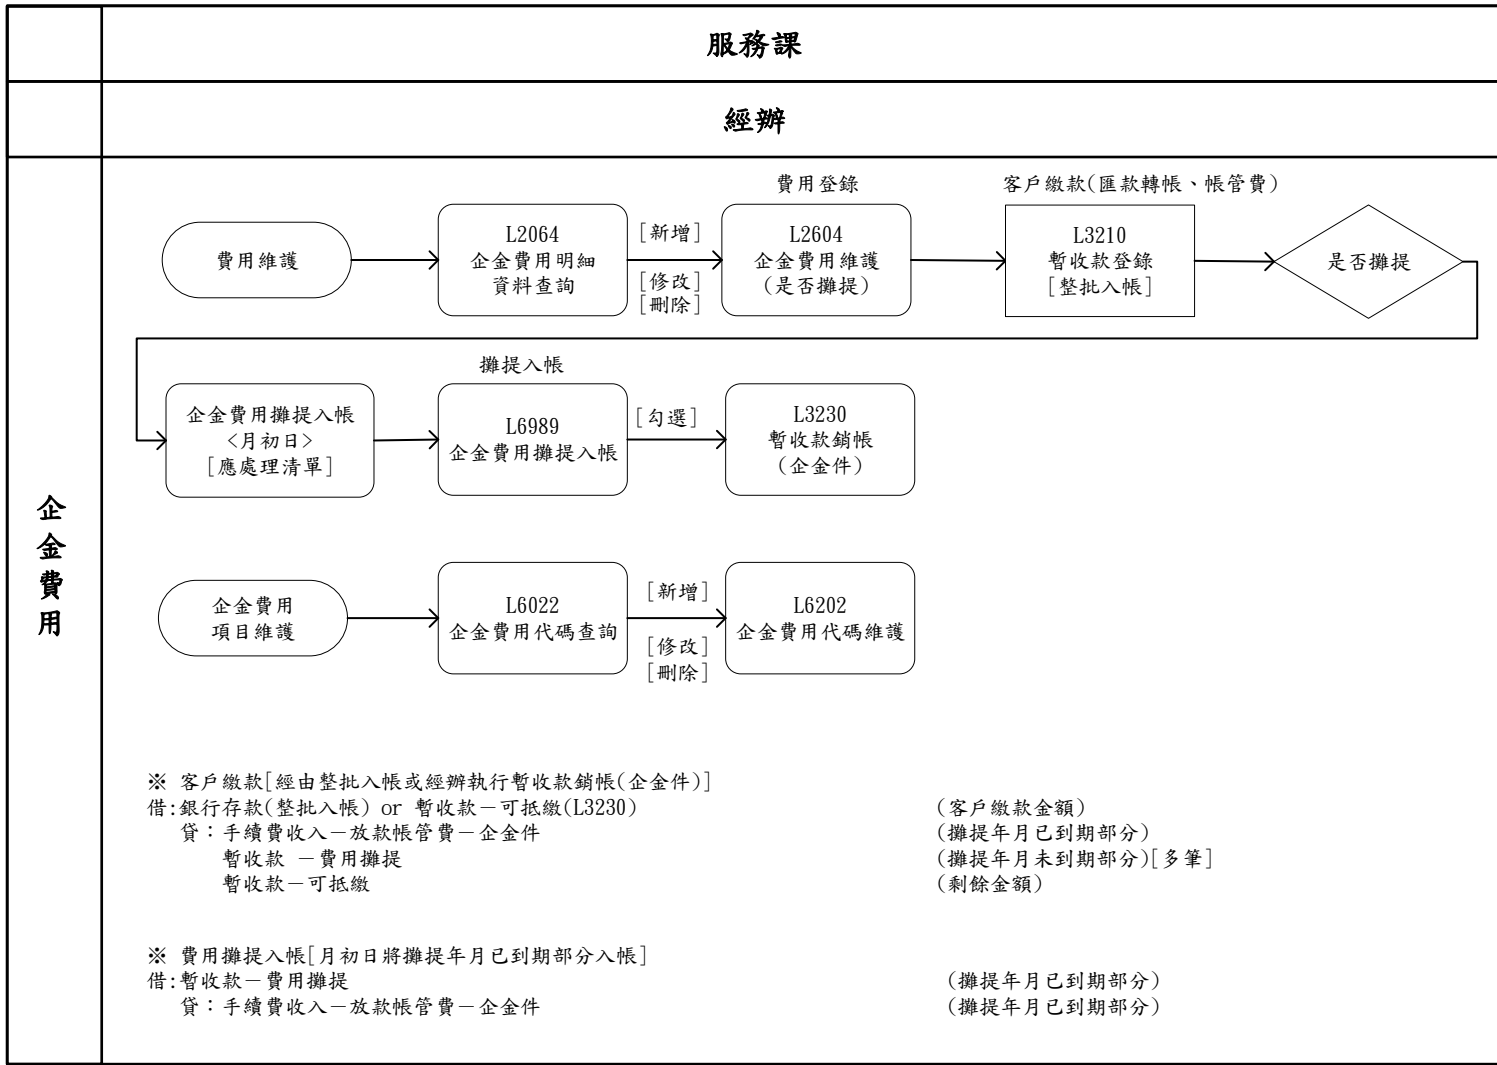 服務課
經辦
企金費用
費用登錄
客戶繳款(匯款轉帳、帳管費)
費用維護
L2064
企金費用明細
資料查詢
[新增]
[修改]
[刪除]
L2604
企金費用維護
(是否攤提)
L3210
暫收款登錄
[整批入帳]
是否攤提
攤提入帳
企金費用攤提入帳
<月初日>
[應處理清單]
L6989
企金費用攤提入帳
[勾選]
L3230
暫收款銷帳
(企金件)
企金費用
項目維護
L6022
企金費用代碼查詢
[新增]
[修改]
[刪除]
L6202
企金費用代碼維護
※ 客戶繳款[經由整批入帳或經辦執行暫收款銷帳(企金件)]
借:銀行存款(整批入帳) or 暫收款－可抵繳(L3230) (客戶繳款金額)
貸：手續費收入－放款帳管費－企金件 (攤提年月已到期部分)
暫收款 －費用攤提 (攤提年月未到期部分)[多筆]
暫收款－可抵繳 (剩餘金額)
※ 費用攤提入帳[月初日將攤提年月已到期部分入帳]
借:暫收款－費用攤提 (攤提年月已到期部分)
貸：手續費收入－放款帳管費－企金件 (攤提年月已到期部分)